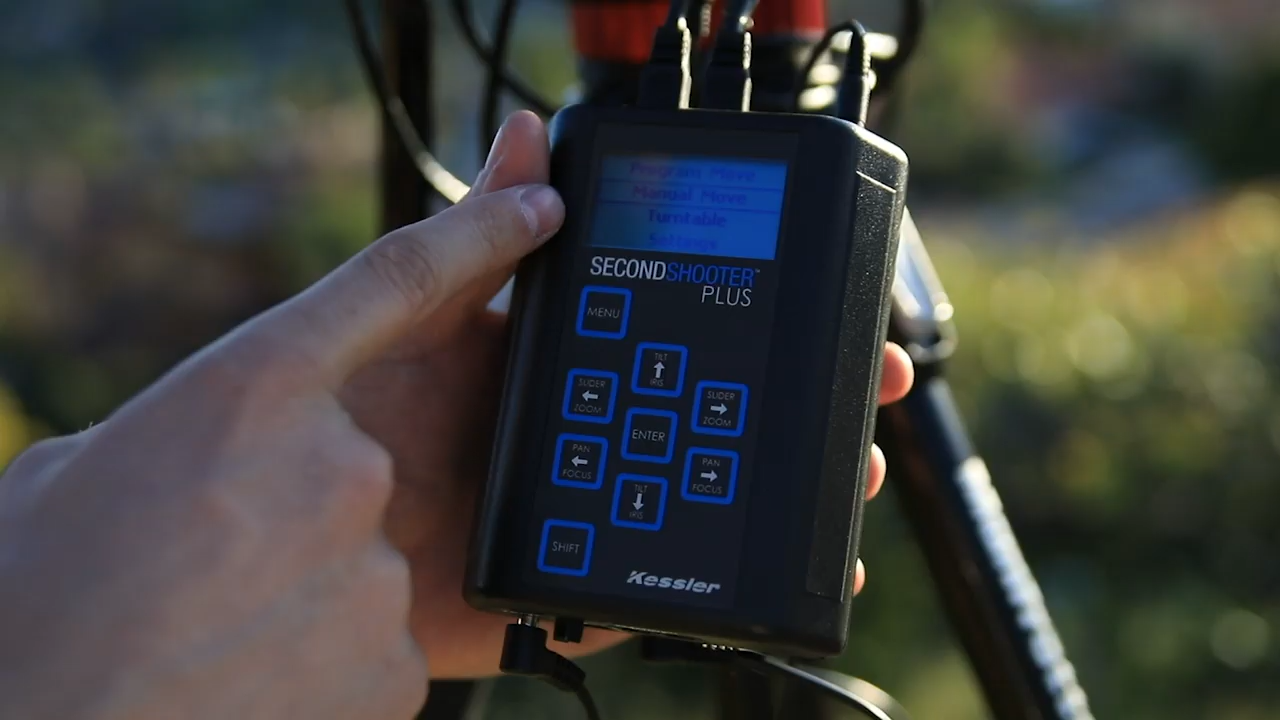 Program Move
Manual Move
Turntable
Settings
SECONDSHOOTER™
PLUS
MENU
TILT
IRIS
SLIDER
ZOOM
SLIDER
ZOOM
ENTER
PAN
FOCUS
PAN
FOCUS
TILT
IRIS
SHIFT
Kessler